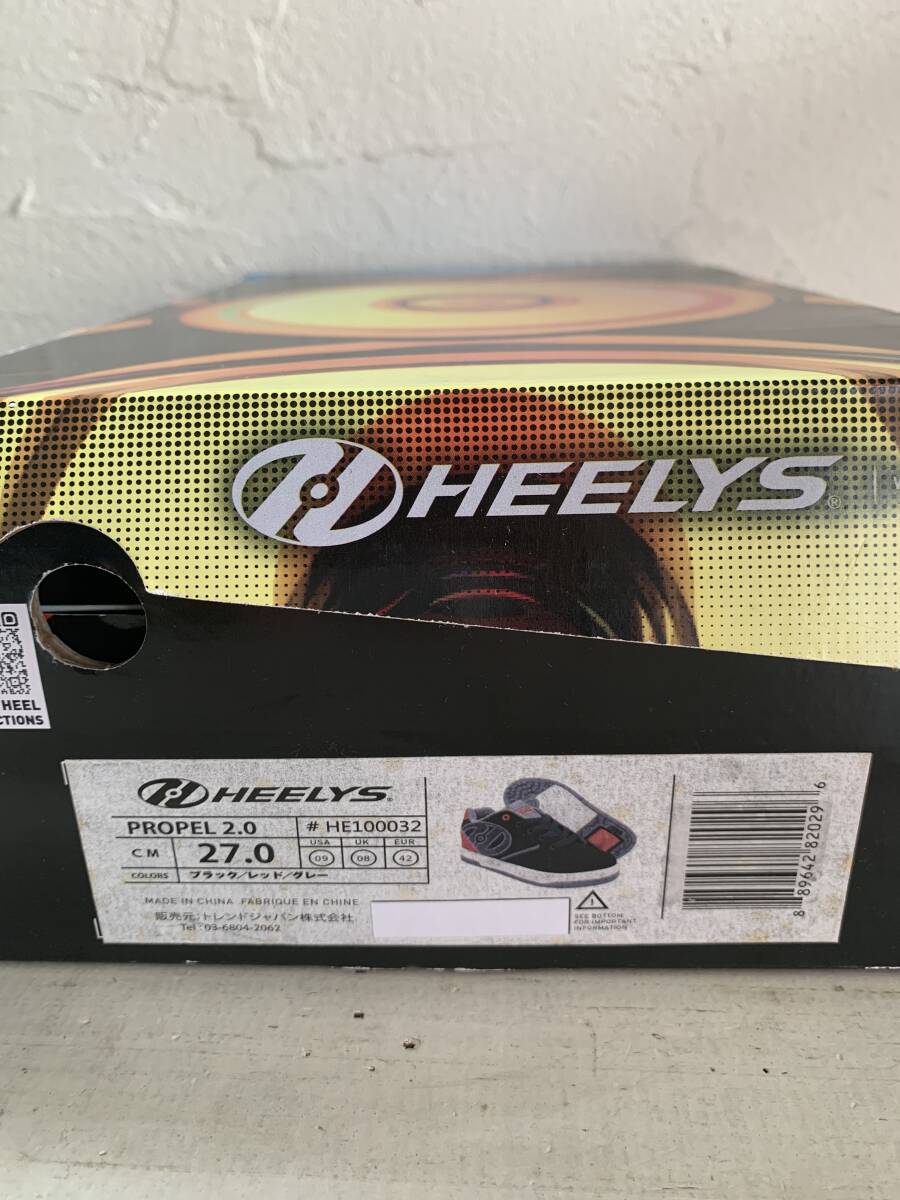 HEELYS®
HEEL
CTIONS
HEELYS®
PROPEL 2.0 # HE100032
CM 27.0 USA 09 UK 08 EUR 42
COLORS ブラック/レッド/グレー
MADE IN CHINA FABRIQUE EN CHINE
販売元:トレンドジャパン株式会社
Tel:03-6804-2062
SEE BOTTOM
FOR IMPORTANT
INFORMATION
8 89642 82029 6